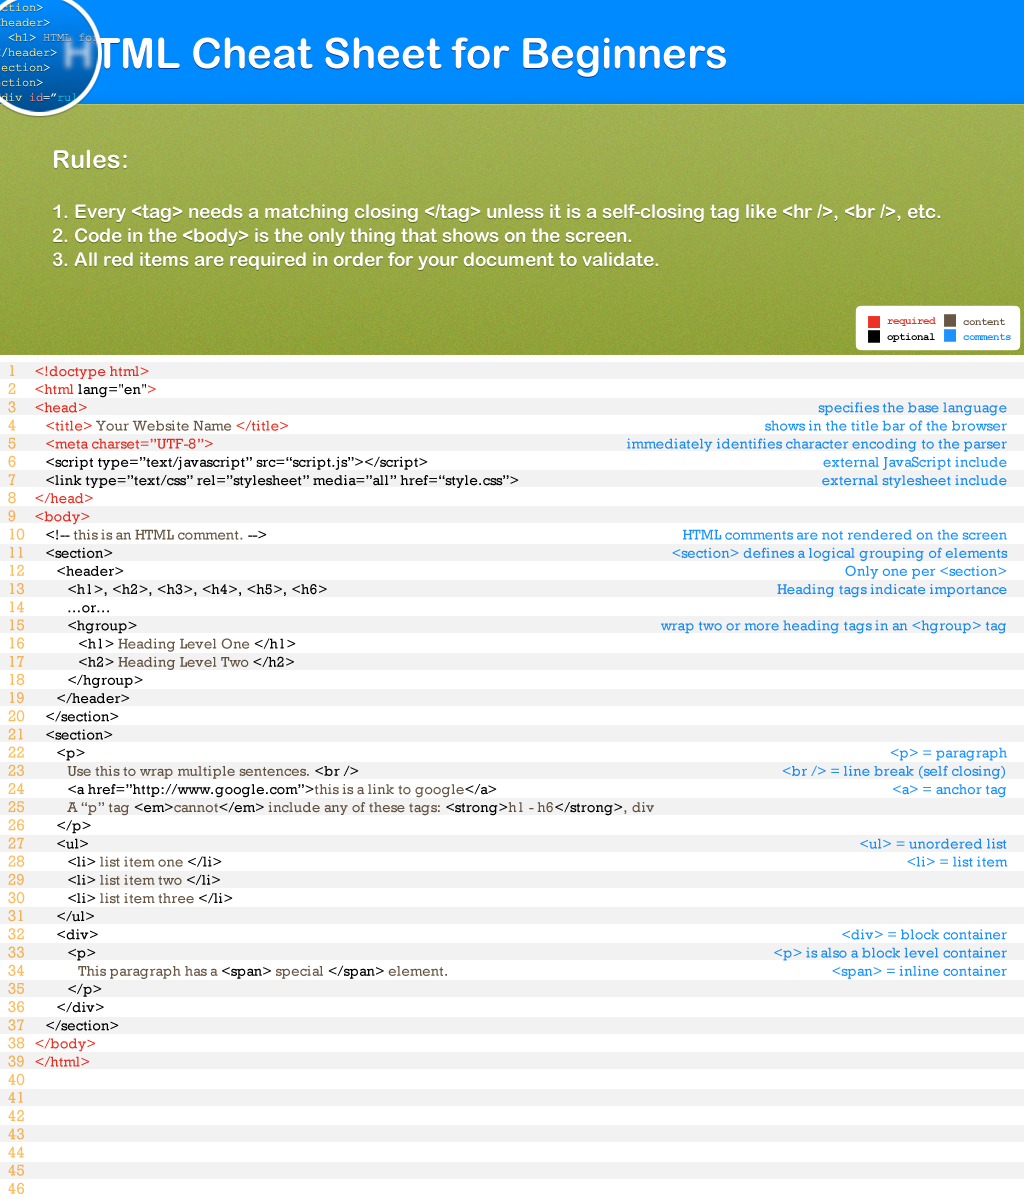 ction>
header>
<h1> HTML fo
/header>
ection>
ction>
div id="rul
HTML Cheat Sheet for Beginners
Rules:
1. Every <tag> needs a matching closing </tag> unless it is a self-closing tag like <hr />, <br />, etc.
2. Code in the <body> is the only thing that shows on the screen.
3. All red items are required in order for your document to validate.
required content
optional comments
1 <!doctype html>
2 <html lang="en">
3 <head> specifies the base language
4 <title> Your Website Name </title> shows in the title bar of the browser
5 <meta charset=”UTF-8”> immediately identifies character encoding to the parser
6 <script type=”text/javascript” src=“script.js”></script> external JavaScript include
7 <link type=”text/css” rel=”stylesheet” media=”all” href=“style.css”> external stylesheet include
8 </head>
9 <body>
10 <!-- this is an HTML comment. --> HTML comments are not rendered on the screen
11 <section> <section> defines a logical grouping of elements
12 <header> Only one per <section>
13 <h1>, <h2>, <h3>, <h4>, <h5>, <h6> Heading tags indicate importance
14 ...or...
15 <hgroup> wrap two or more heading tags in an <hgroup> tag
16 <h1> Heading Level One </h1>
17 <h2> Heading Level Two </h2>
18 </hgroup>
19 </header>
20 </section>
21 <section>
22 <p> <p> = paragraph
23 Use this to wrap multiple sentences. <br /> <br /> = line break (self closing)
24 <a href=”http://www.google.com”>this is a link to google</a> <a> = anchor tag
25 A “p” tag <em>cannot</em> include any of these tags: <strong>h1 - h6</strong>, div
26 </p>
27 <ul> <ul> = unordered list
28 <li> list item one </li> <li> = list item
29 <li> list item two </li>
30 <li> list item three </li>
31 </ul>
32 <div> <div> = block container
33 <p> <p> is also a block level container
34 This paragraph has a <span> special </span> element. <span> = inline container
35 </p>
36 </div>
37 </section>
38 </body>
39 </html>
40
41
42
43
44
45
46